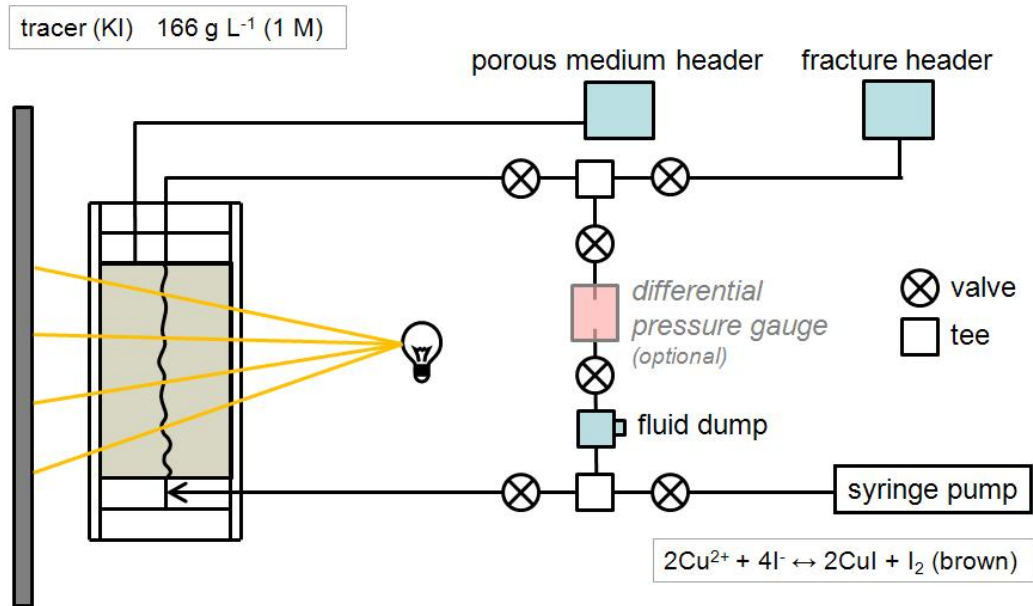 tracer (KI) 166 g L⁻¹ (1 M)
porous medium header
fracture header
differential
pressure gauge
(optional)
valve
tee
fluid dump
syringe pump
2Cu²⁺ + 4I⁻ ↔ 2CuI + I₂ (brown)